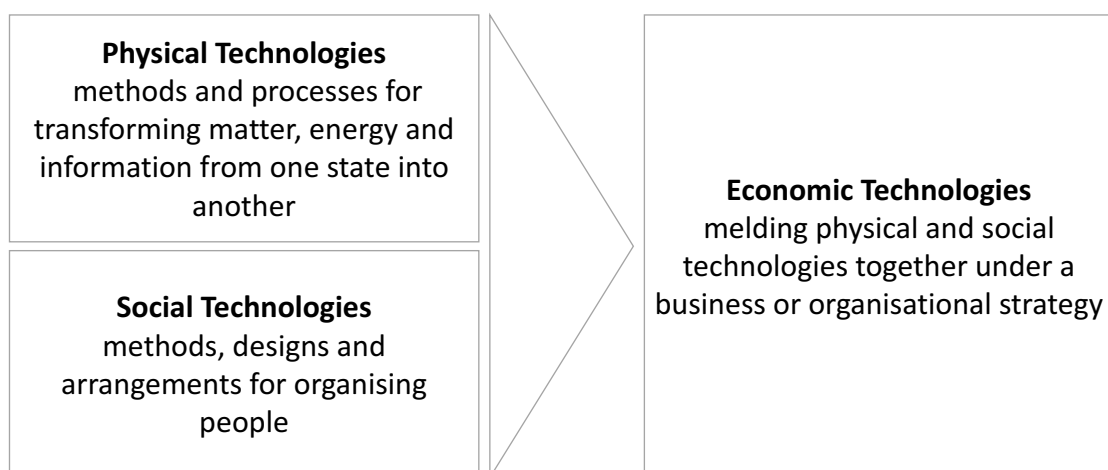 Physical Technologies
methods and processes for
transforming matter, energy and
information from one state into
another
Social Technologies
methods, designs and
arrangements for organising
people
Economic Technologies
melding physical and social
technologies together under a
business or organisational strategy